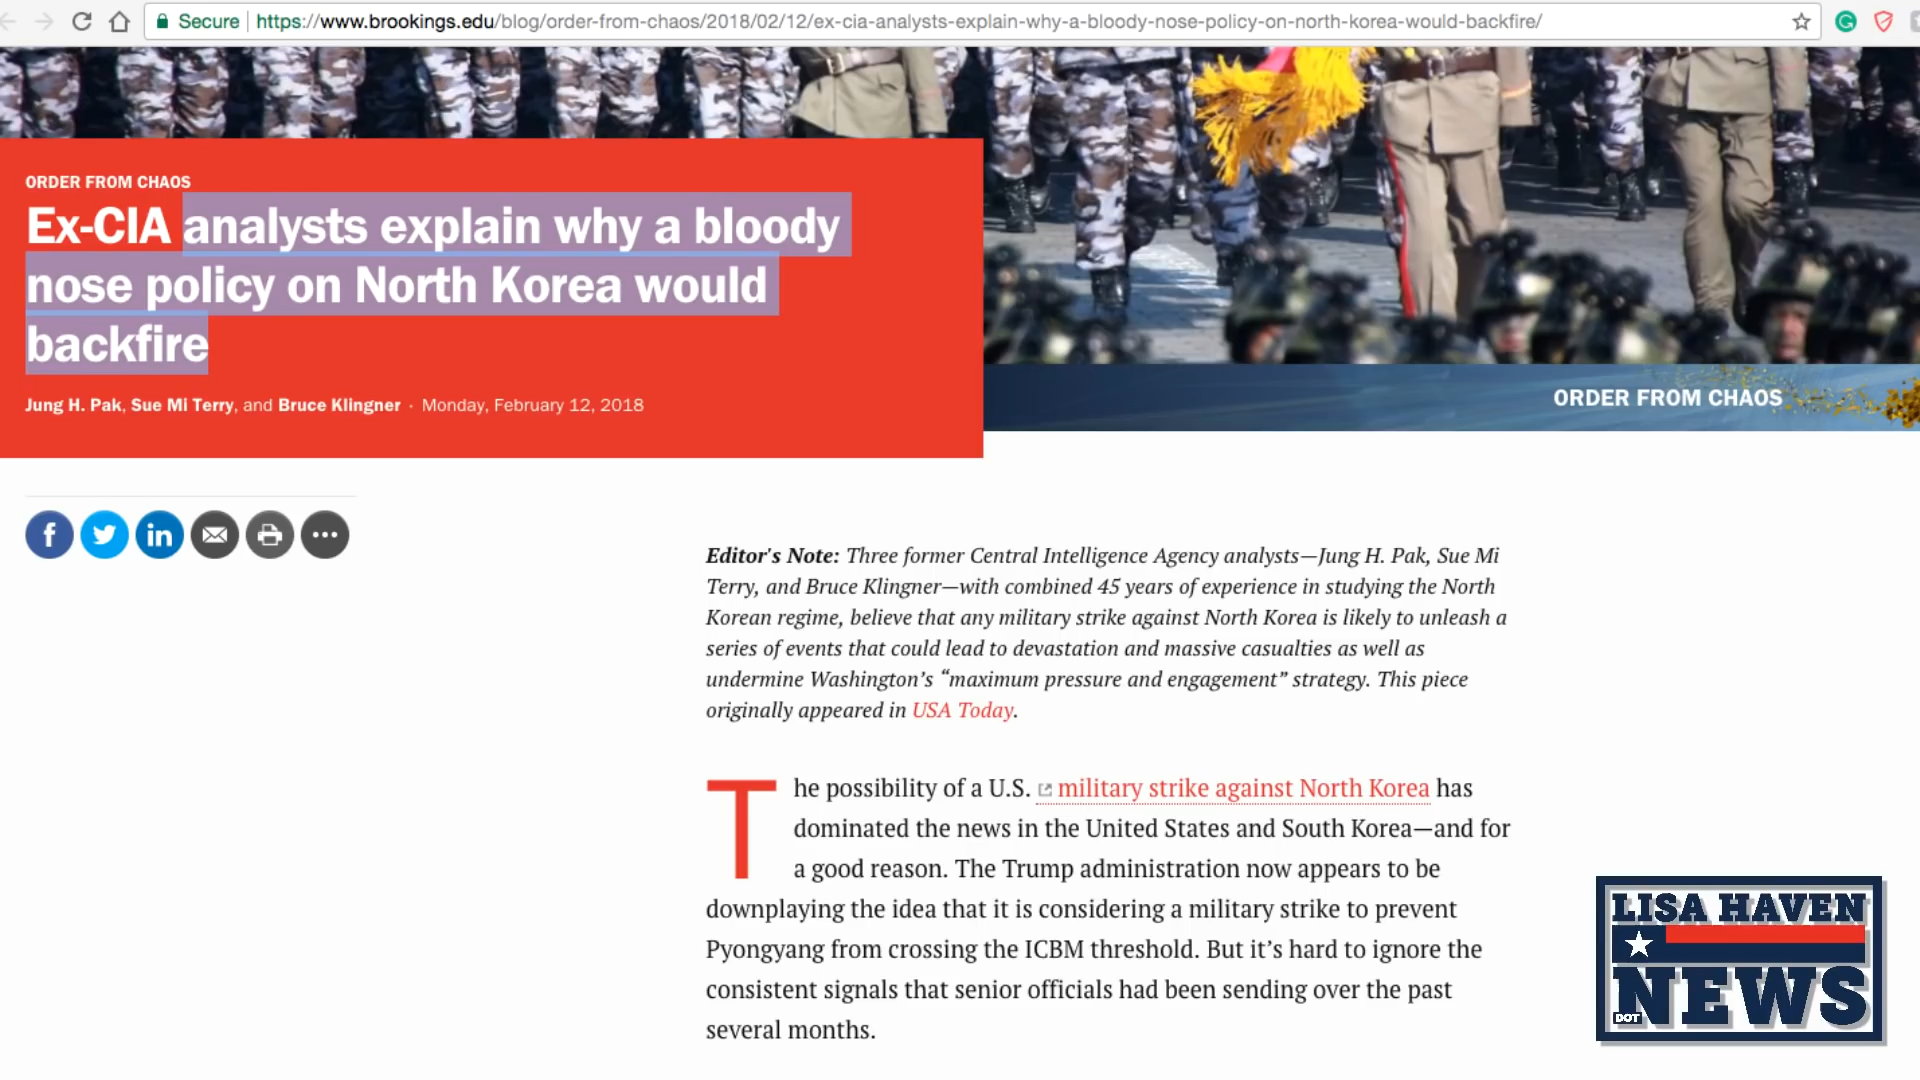 Secure
https://www.brookings.edu/blog/order-from-chaos/2018/02/12/ex-cia-analysts-explain-why-a-bloody-nose-policy-on-north-korea-would-backfire/
ORDER FROM CHAOS
Ex-CIA analysts explain why a bloody
nose policy on North Korea would
backfire
Jung H. Pak, Sue Mi Terry, and Bruce Klingner · Monday, February 12, 2018
ORDER FROM CHAOS
f
in
Editor's Note: Three former Central Intelligence Agency analysts—Jung H. Pak, Sue Mi
Terry, and Bruce Klingner—with combined 45 years of experience in studying the North
Korean regime, believe that any military strike against North Korea is likely to unleash a
series of events that could lead to devastation and massive casualties as well as
undermine Washington’s “maximum pressure and engagement” strategy. This piece
originally appeared in USA Today.
The possibility of a U.S. military strike against North Korea has
dominated the news in the United States and South Korea—and for
a good reason. The Trump administration now appears to be
downplaying the idea that it is considering a military strike to prevent
Pyongyang from crossing the ICBM threshold. But it’s hard to ignore the
consistent signals that senior officials had been sending over the past
several months.
LISA HAVEN
DOT NEWS